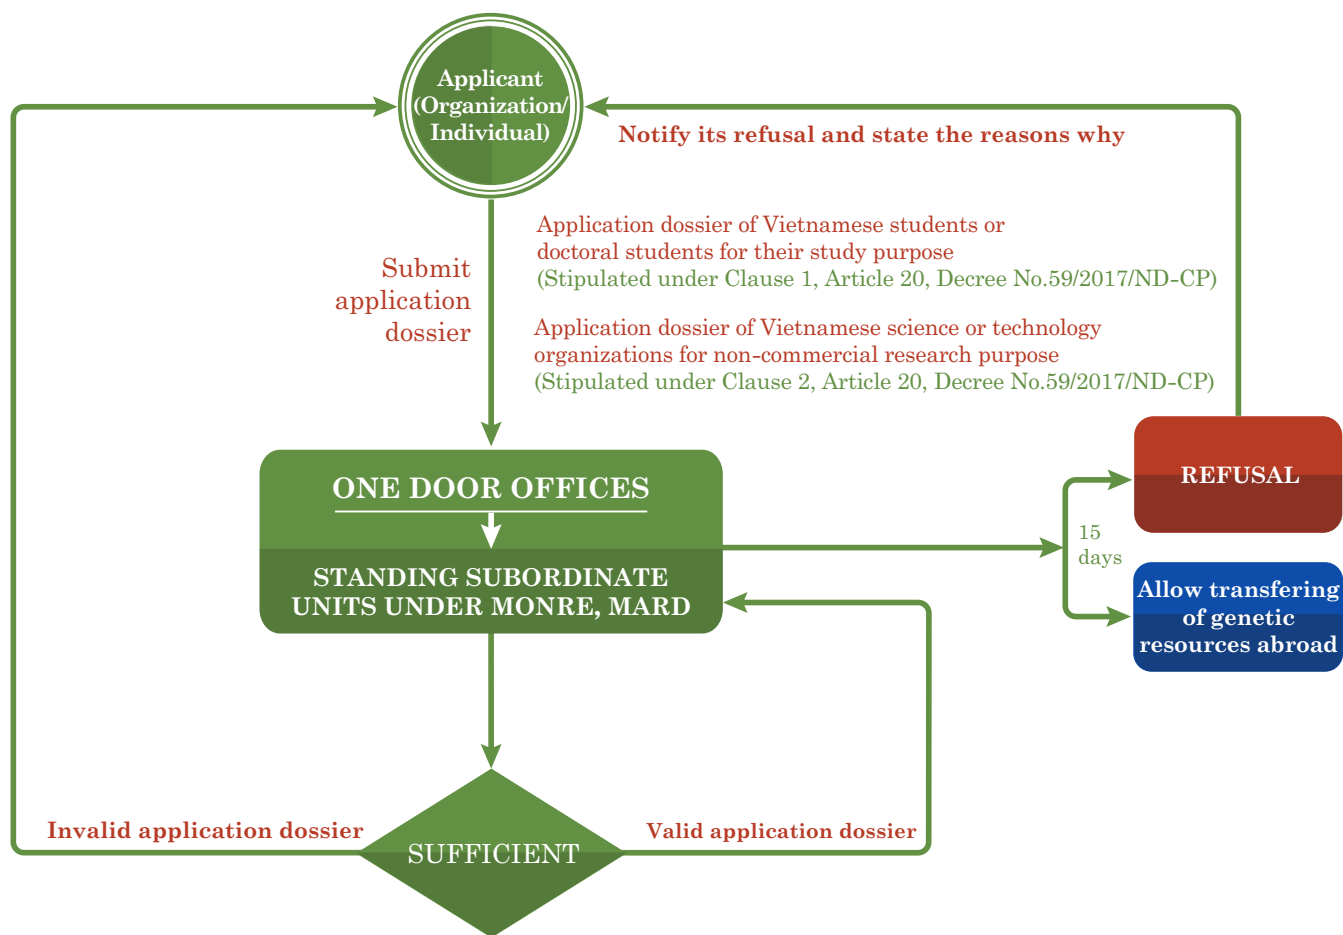 Applicant
(Organization/
Individual)
Notify its refusal and state the reasons why
Submit
application
dossier
Application dossier of Vietnamese students or
doctoral students for their study purpose
(Stipulated under Clause 1, Article 20, Decree No.59/2017/ND-CP)
Application dossier of Vietnamese science or technology
organizations for non-commercial research purpose
(Stipulated under Clause 2, Article 20, Decree No.59/2017/ND-CP)
ONE DOOR OFFICES
STANDING SUBORDINATE
UNITS UNDER MONRE, MARD
15
days
REFUSAL
Allow transfering
of genetic
resources abroad
Invalid application dossier
SUFFICIENT
Valid application dossier